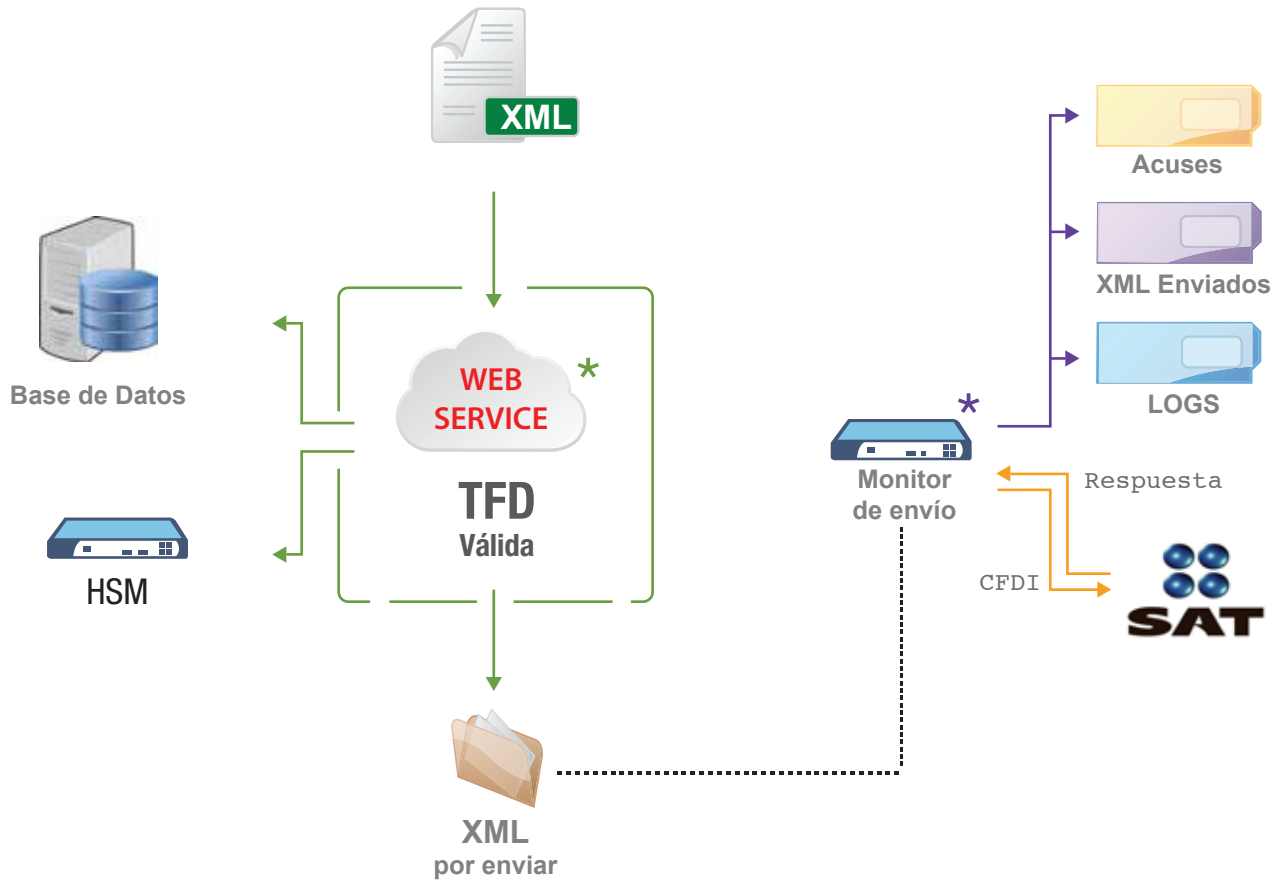 XML
Acuses
XML Enviados
LOGS
Base de Datos
WEB
SERVICE
*
TFD
Válida
HSM
*
Monitor
de envío
Respuesta
CFDI
SAT
XML
por enviar